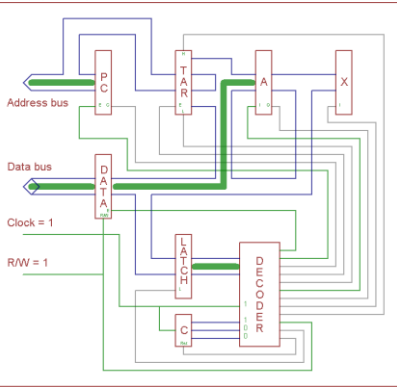 PC
TAR
A
X
Address bus
Data bus
DATA
Clock = 1
R/W = 1
LATCH
DECODER
C